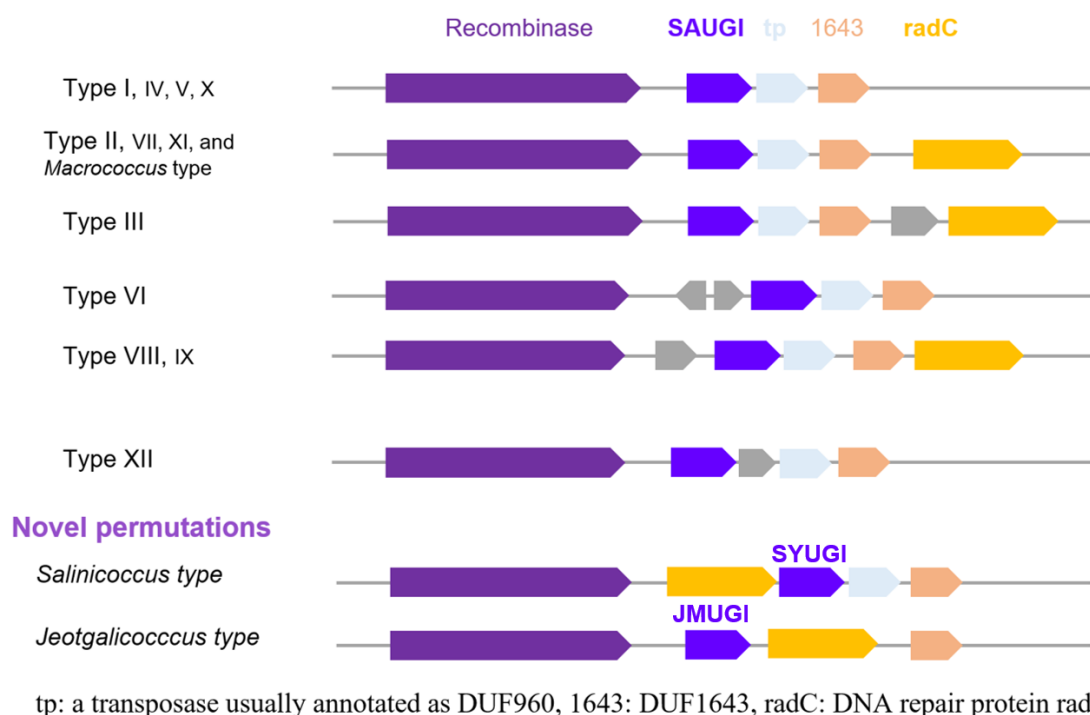 Recombinase SAUGI tp 1643 radC
Type I, IV, V, X
Type II, VII, XI, and
Macrococcus type
Type III
Type VI
Type VIII, IX
Type XII
Novel permutations
Salinicoccus type
SYUGI
Jeotgalicocccus type
JMUGI
tp: a transposase usually annotated as DUF960, 1643: DUF1643, radC: DNA repair protein rad